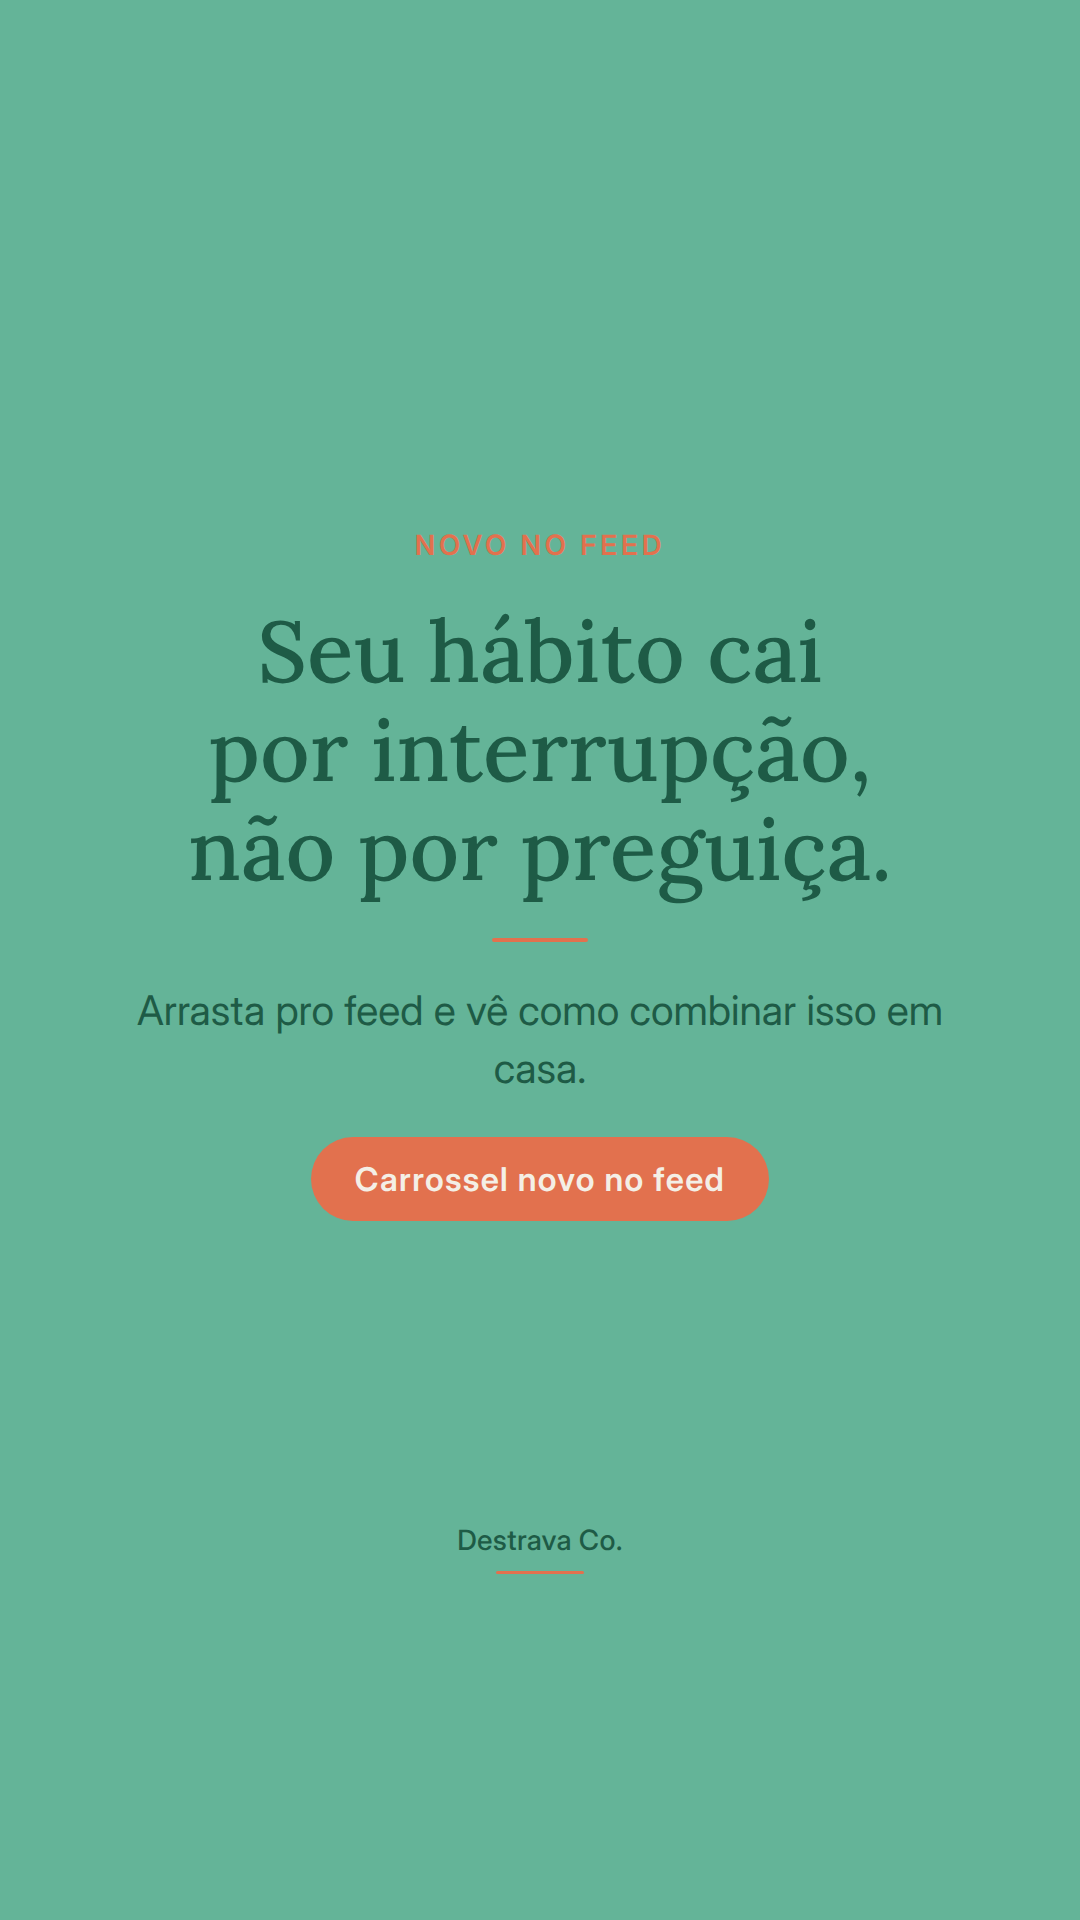 NOVO NO FEED
Seu hábito cai
por interrupção,
não por preguiça.
Arrasta pro feed e vê como combinar isso em
casa.
Carrossel novo no feed
Destrava Co.